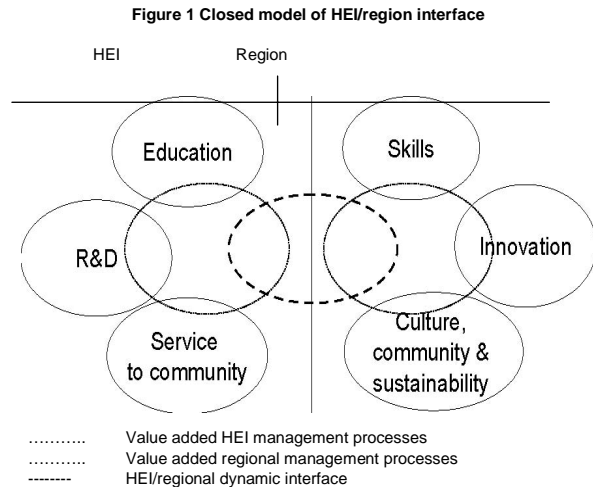 Figure 1 Closed model of HEI/region interface
HEI Region
Education
Skills
R&D
Innovation
Service
to community
Culture,
community &
sustainability
........... Value added HEI management processes
........... Value added regional management processes
-------- HEI/regional dynamic interface